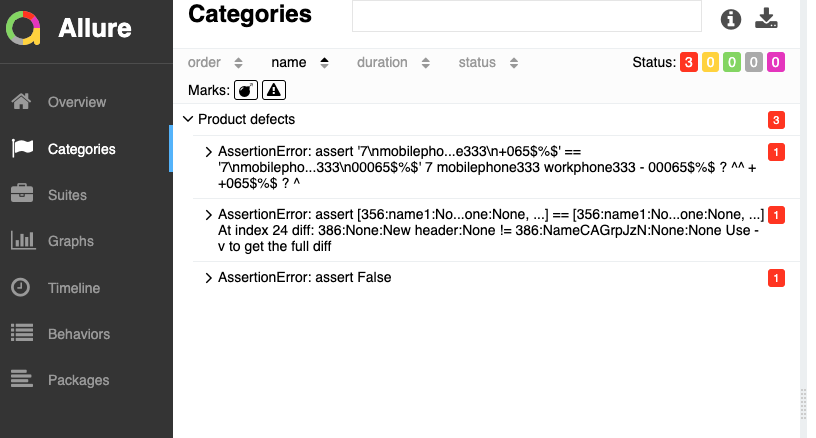 Allure
Categories
order name duration status Status: 3 0 0 0 0
Marks:
Overview
Categories
Suites
Graphs
Timeline
Behaviors
Packages
Product defects 3
AssertionError: assert '7\nmobilepho...e333\n+065$%$' == 1
'7\nmobilepho...333\n00065$%$' 7 mobilephone333 workphone333 - 00065$%$ ? ^^ +
+065$%$ ? ^
AssertionError: assert [356:name1:No...one:None, ...] == [356:name1:No...one:None, ...] 1
At index 24 diff: 386:None:New header:None != 386:NameCAGrpJzN:None:None Use -
v to get the full diff
AssertionError: assert False 1